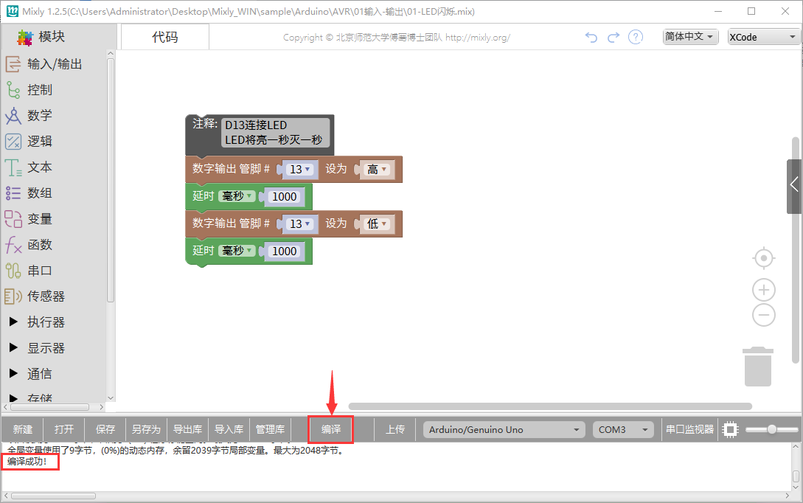 Mixly 1.2.5(C:\Users\Administrator\Desktop\Mixly_WIN\sample\Arduino\AVR\01输入-输出\01-LED闪烁.mix)
模块
代码
Copyright © 北京师范大学傅骞博士团队 http://mixly.org/
简体中文
XCode
输入/输出
控制
数学
逻辑
文本
数组
变量
函数
串口
传感器
执行器
显示器
通信
存储
注释: D13连接LED
LED将亮一秒灭一秒
数字输出 管脚 # 13 设为 高
延时 毫秒 1000
数字输出 管脚 # 13 设为 低
延时 毫秒 1000
新建 打开 保存 另存为 导出库 导入库 管理库 编译 上传 Arduino/Genuino Uno COM3 串口监视器
全局变量使用了9字节，(0%)的动态内存，余留2039字节局部变量。最大为2048字节。
编译成功!